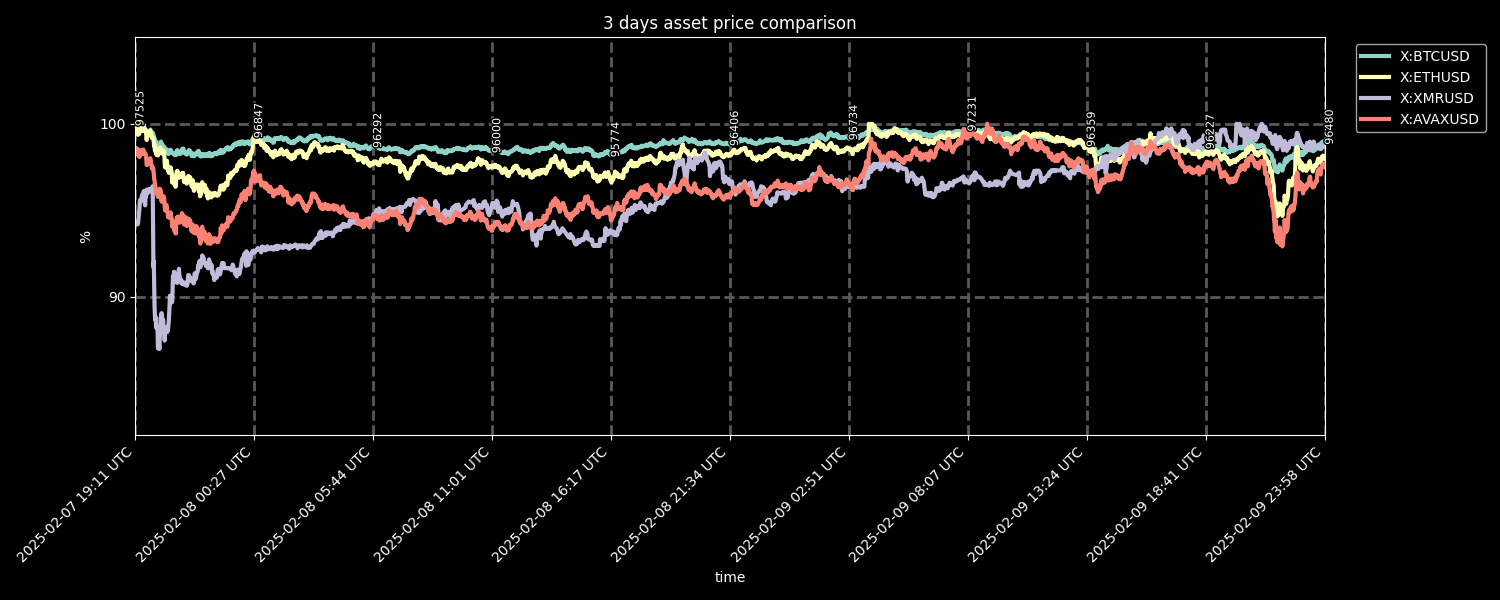 3 days asset price comparison
X:BTCUSD
X:ETHUSD
X:XMRUSD
X:AVAXUSD
97525
96847
96292
96000
95774
96406
96734
97231
96359
96227
96480
100
90
%
2025-02-07 19:11 UTC
2025-02-08 00:27 UTC
2025-02-08 05:44 UTC
2025-02-08 11:01 UTC
2025-02-08 16:17 UTC
2025-02-08 21:34 UTC
2025-02-09 02:51 UTC
2025-02-09 08:07 UTC
2025-02-09 13:24 UTC
2025-02-09 18:41 UTC
2025-02-09 23:58 UTC
time